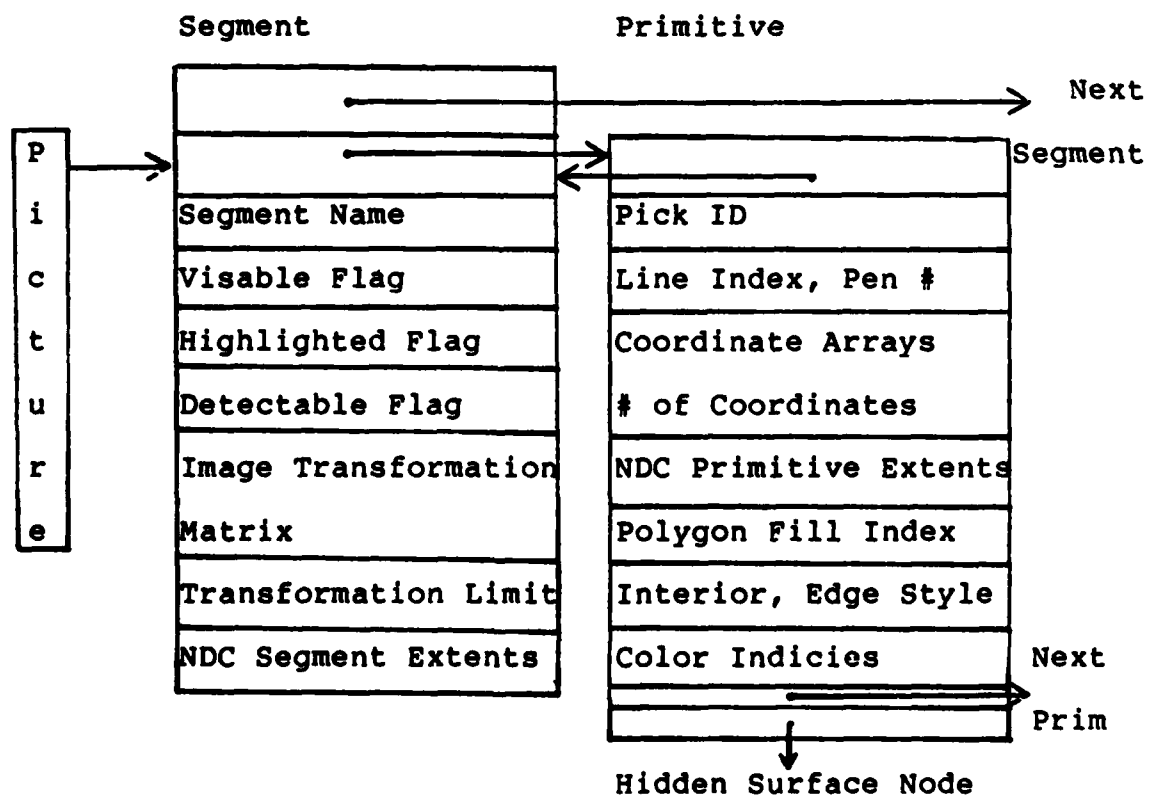 Segment
Primitive
Next
Segment
Picture
Segment Name
Visable Flag
Highlighted Flag
Detectable Flag
Image Transformation
Matrix
Transformation Limit
NDC Segment Extents
Pick ID
Line Index, Pen #
Coordinate Arrays
# of Coordinates
NDC Primitive Extents
Polygon Fill Index
Interior, Edge Style
Color Indicies
Next
Prim
Hidden Surface Node